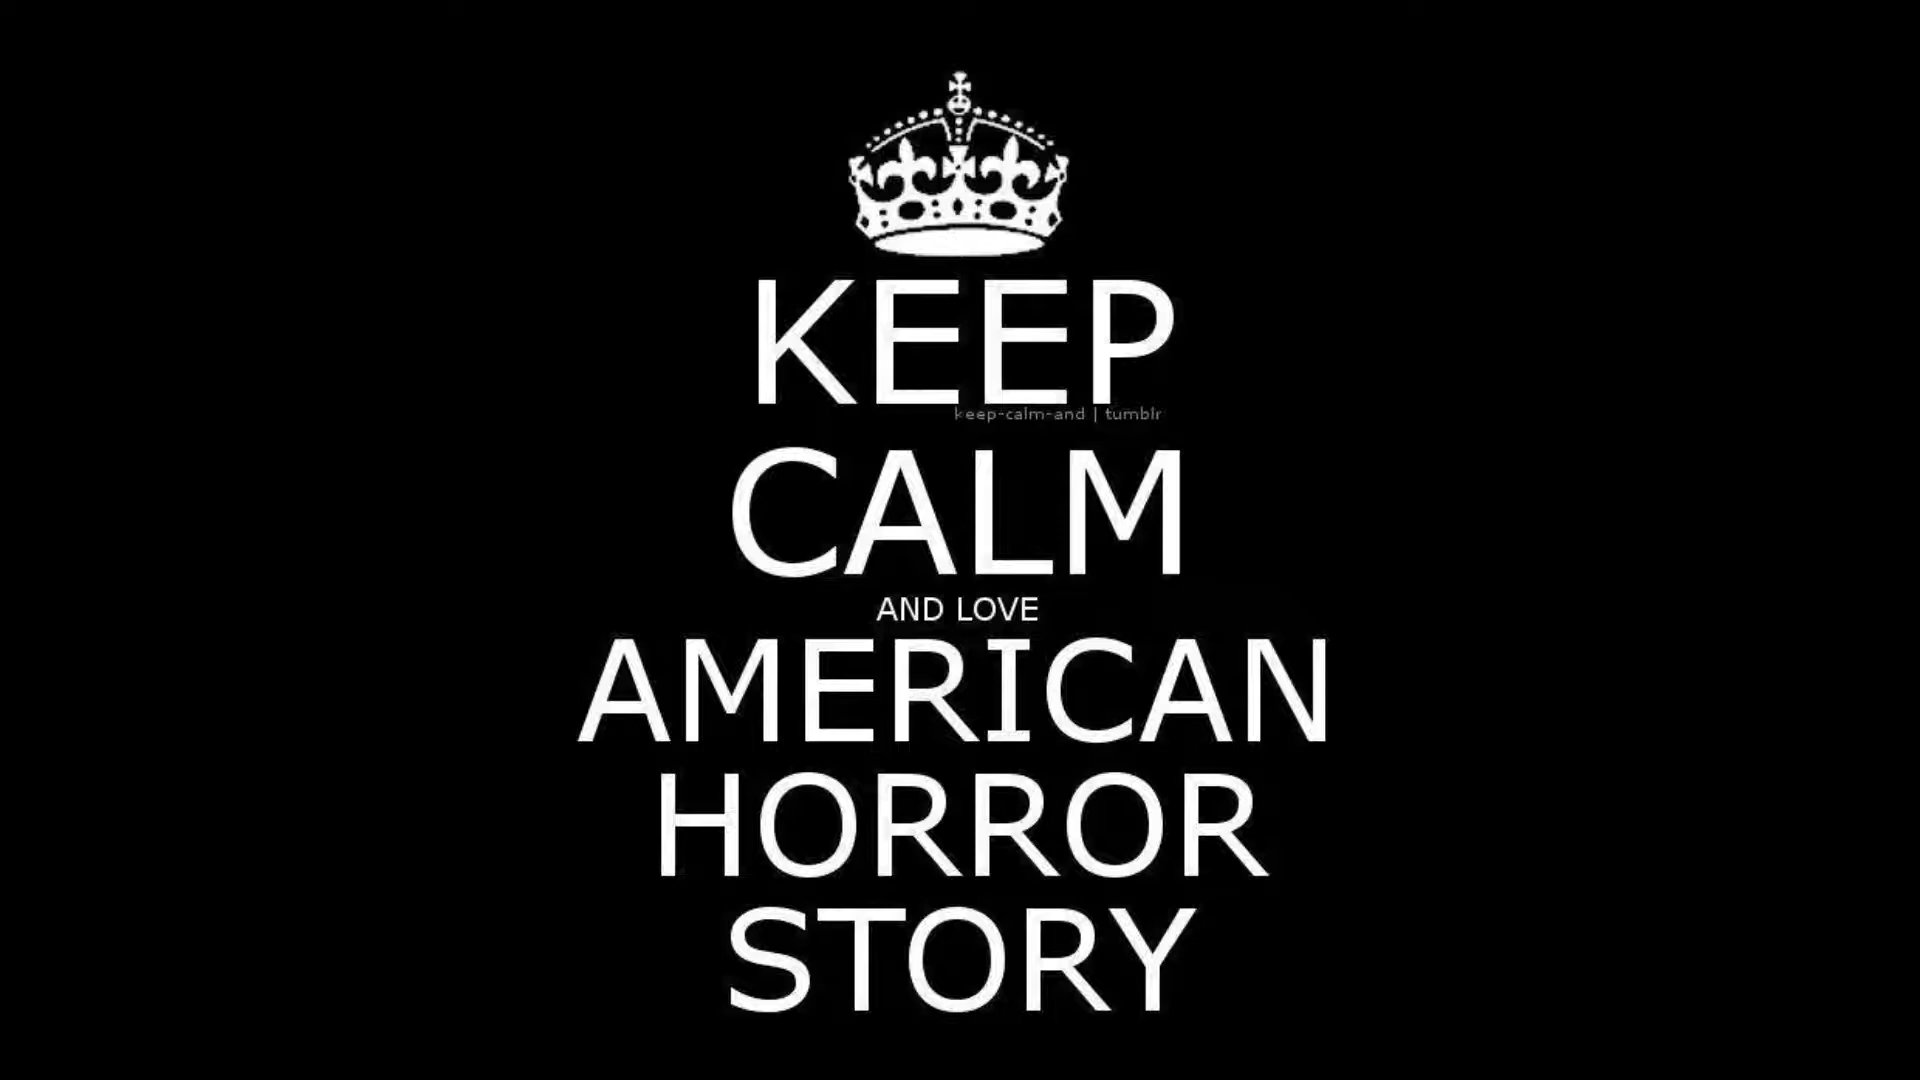 KEEP
keep-calm-and | tumblr
CALM
AND LOVE
AMERICAN
HORROR
STORY